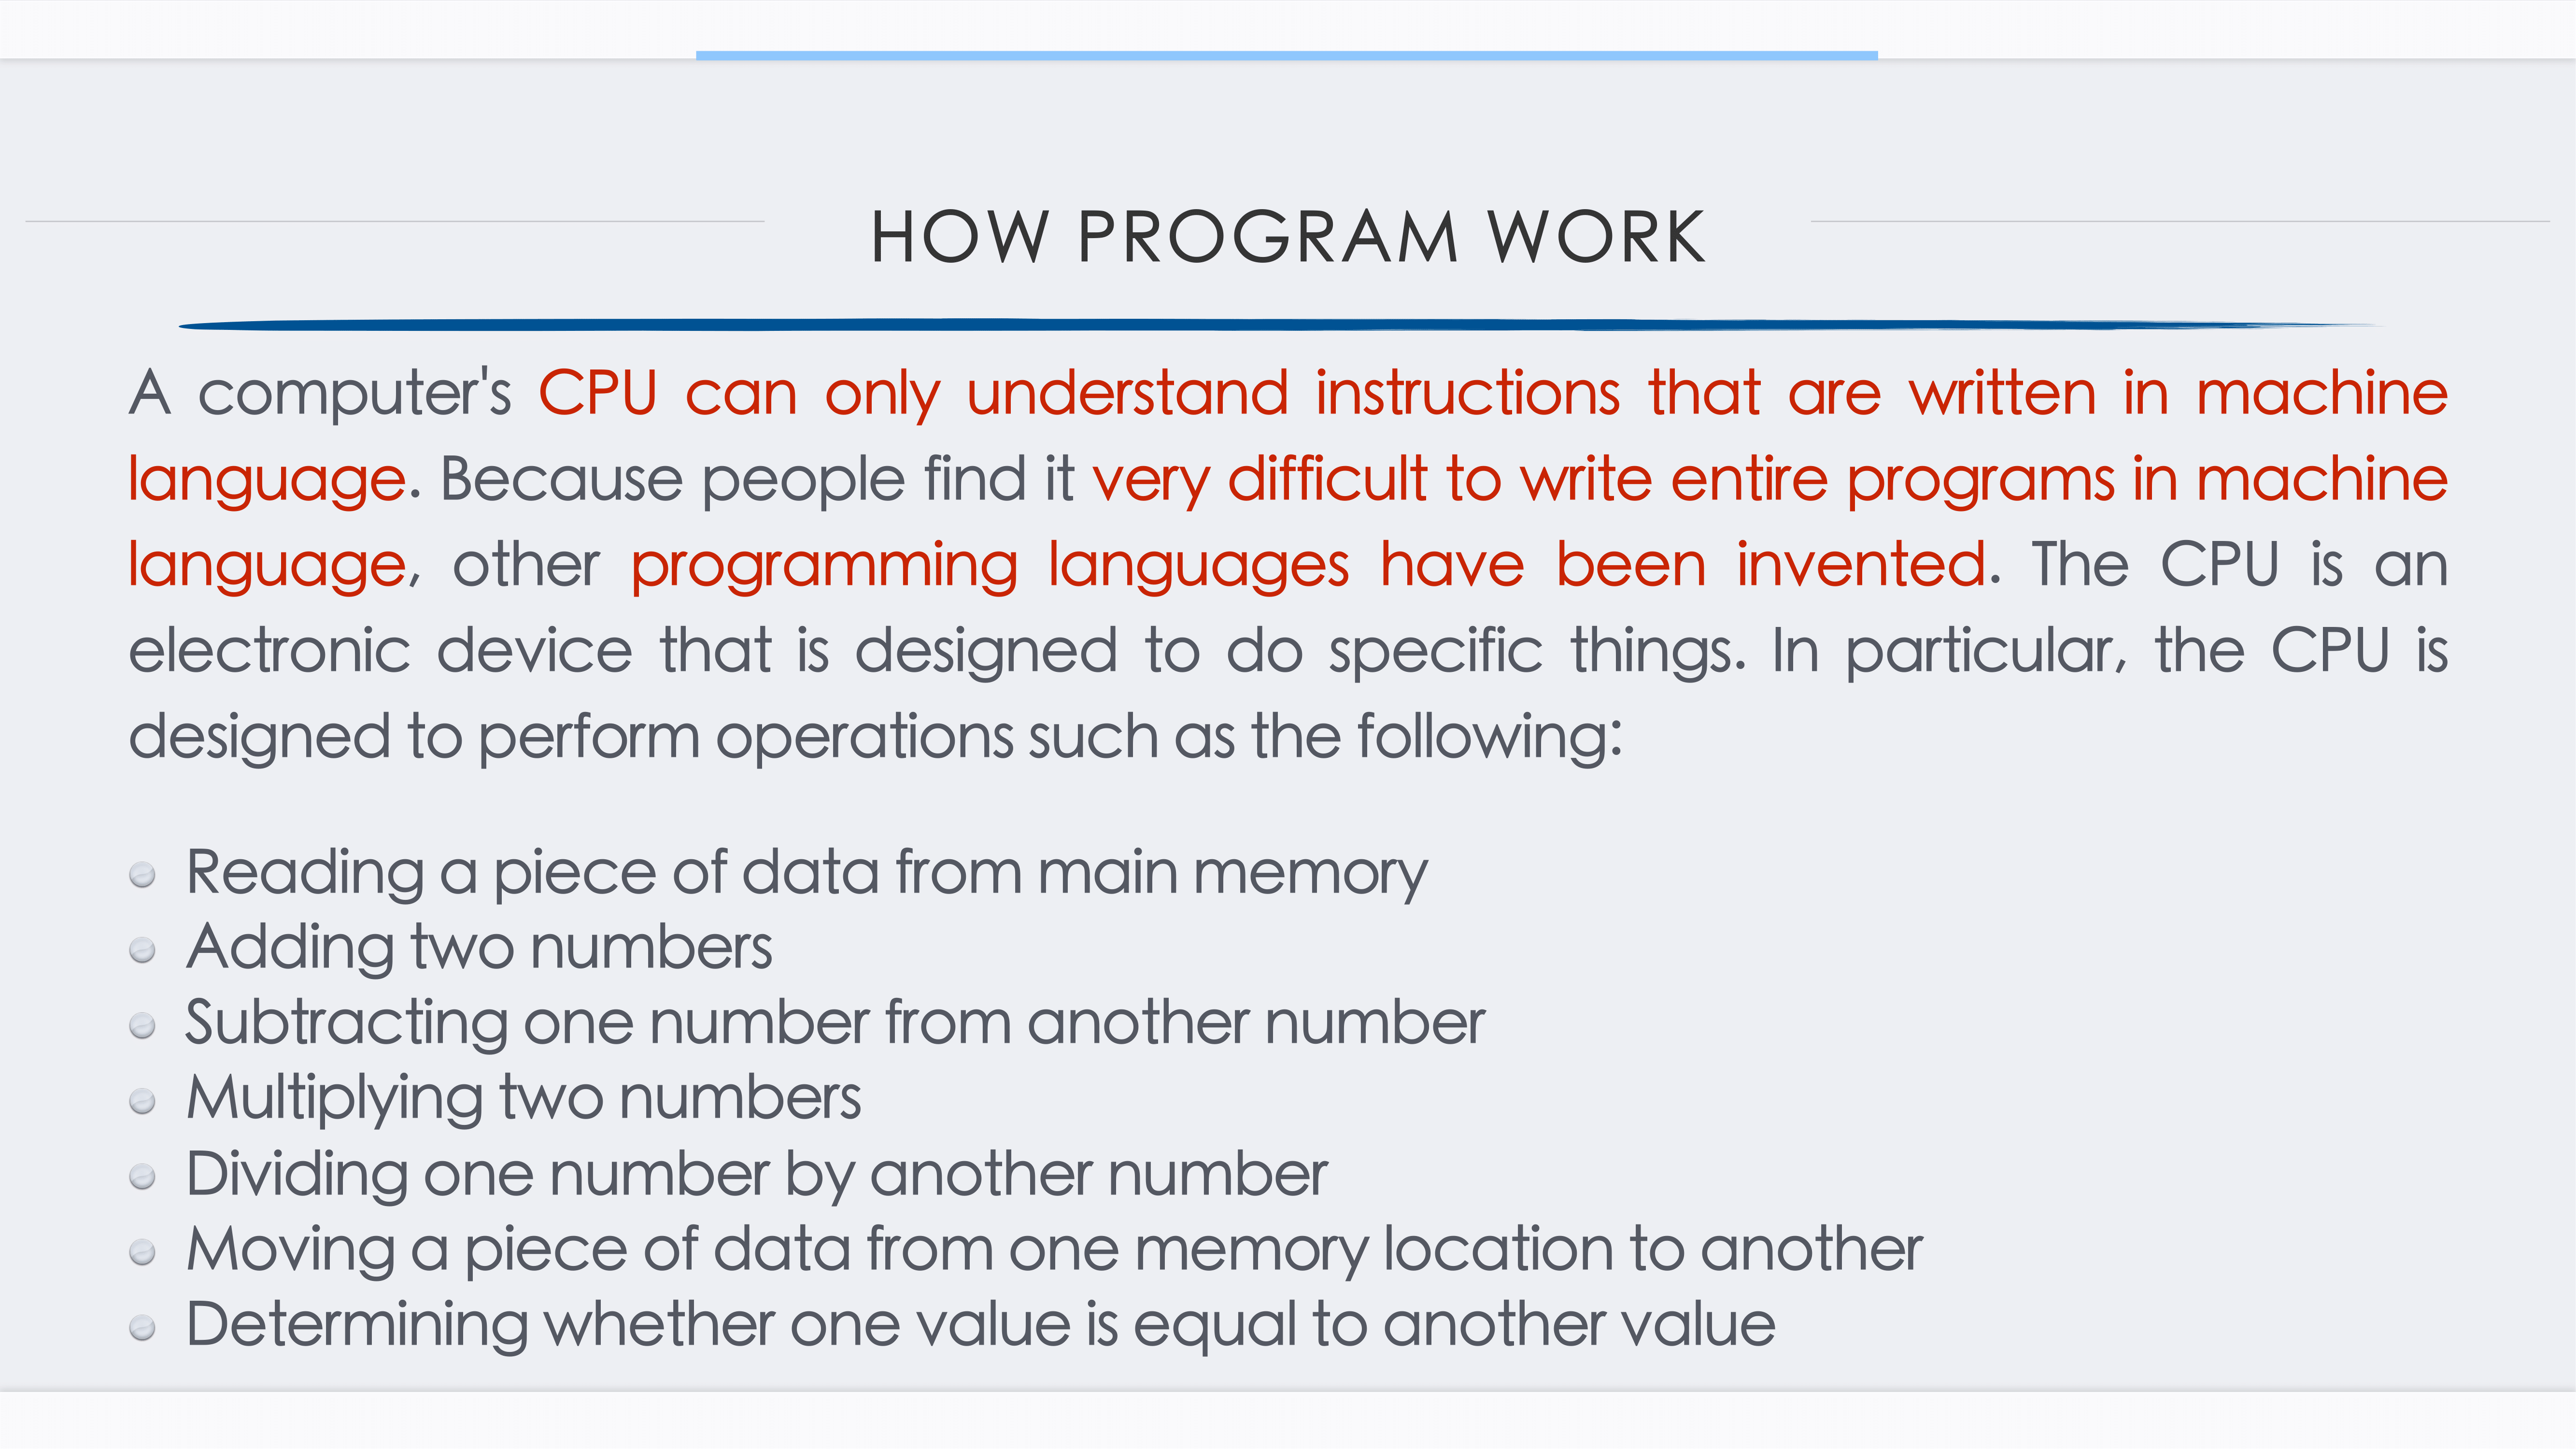 HOW PROGRAM WORK
A computer's CPU can only understand instructions that are written in machine
language. Because people find it very difficult to write entire programs in machine
language, other programming languages have been invented. The CPU is an
electronic device that is designed to do specific things. In particular, the CPU is
designed to perform operations such as the following:
Reading a piece of data from main memory
Adding two numbers
Subtracting one number from another number
Multiplying two numbers
Dividing one number by another number
Moving a piece of data from one memory location to another
Determining whether one value is equal to another value